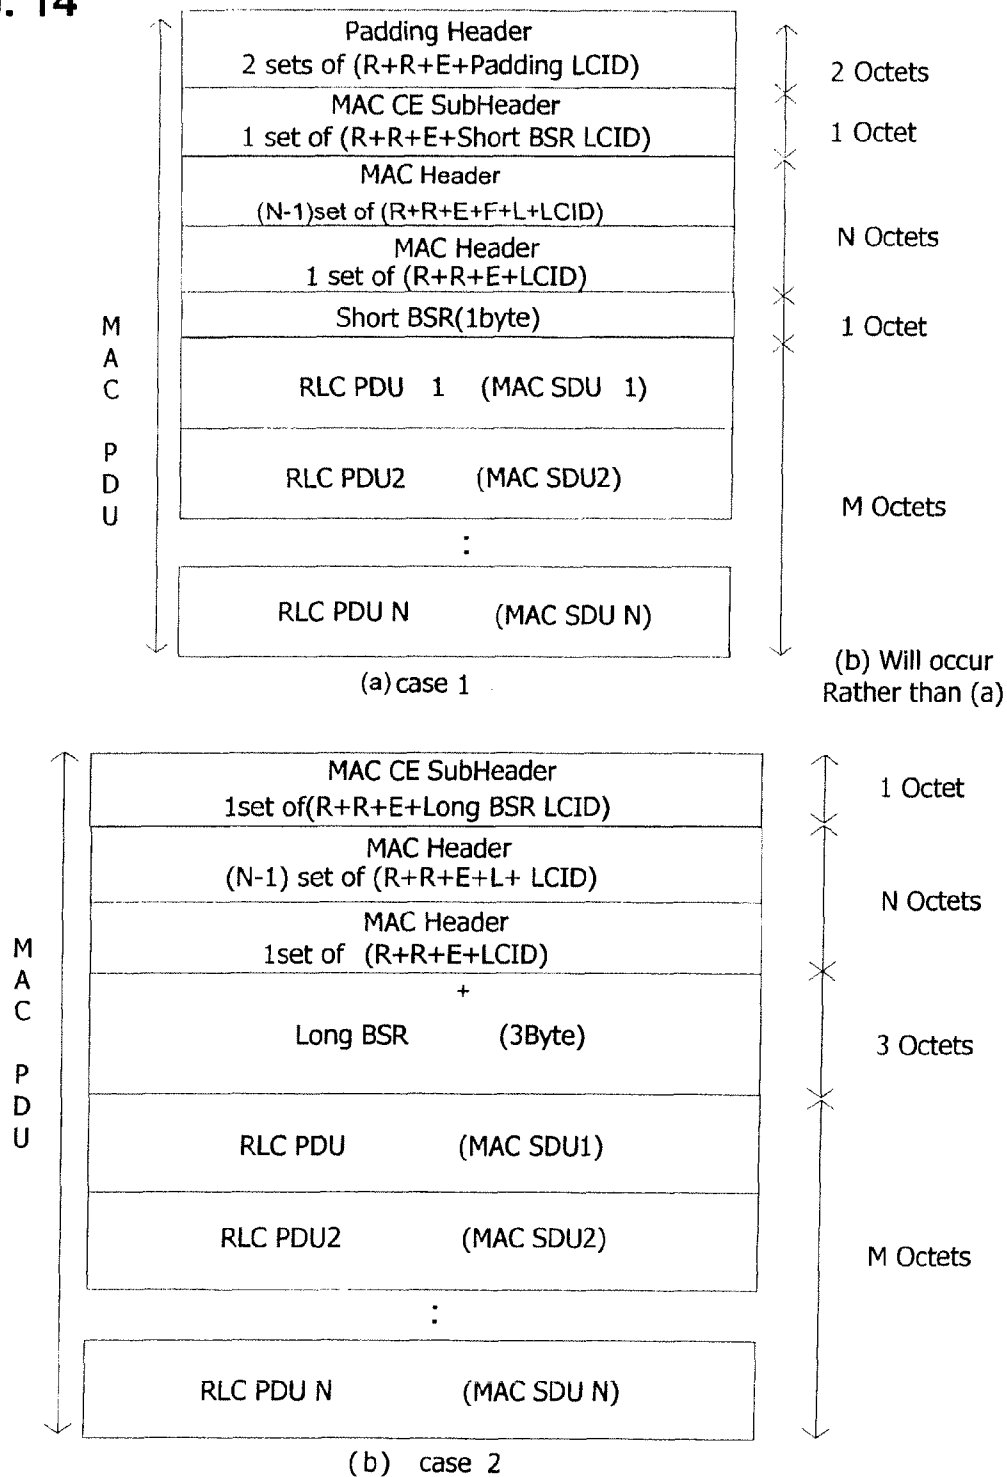 . 14
Padding Header
2 sets of (R+R+E+Padding LCID)
2 Octets
MAC CE SubHeader
1 set of (R+R+E+Short BSR LCID)
1 Octet
MAC Header
(N-1)set of (R+R+E+F+L+LCID)
N Octets
MAC Header
1 set of (R+R+E+LCID)
Short BSR(1byte)
1 Octet
MAC PDU
RLC PDU 1 (MAC SDU 1)
RLC PDU2 (MAC SDU2)
M Octets
:
RLC PDU N (MAC SDU N)
(a) case 1
(b) Will occur
Rather than (a)
MAC CE SubHeader
1set of(R+R+E+Long BSR LCID)
1 Octet
MAC Header
(N-1) set of (R+R+E+L+ LCID)
N Octets
MAC Header
1set of (R+R+E+LCID)
MAC PDU
+
Long BSR (3Byte)
3 Octets
RLC PDU (MAC SDU1)
RLC PDU2 (MAC SDU2)
M Octets
:
RLC PDU N (MAC SDU N)
(b) case 2